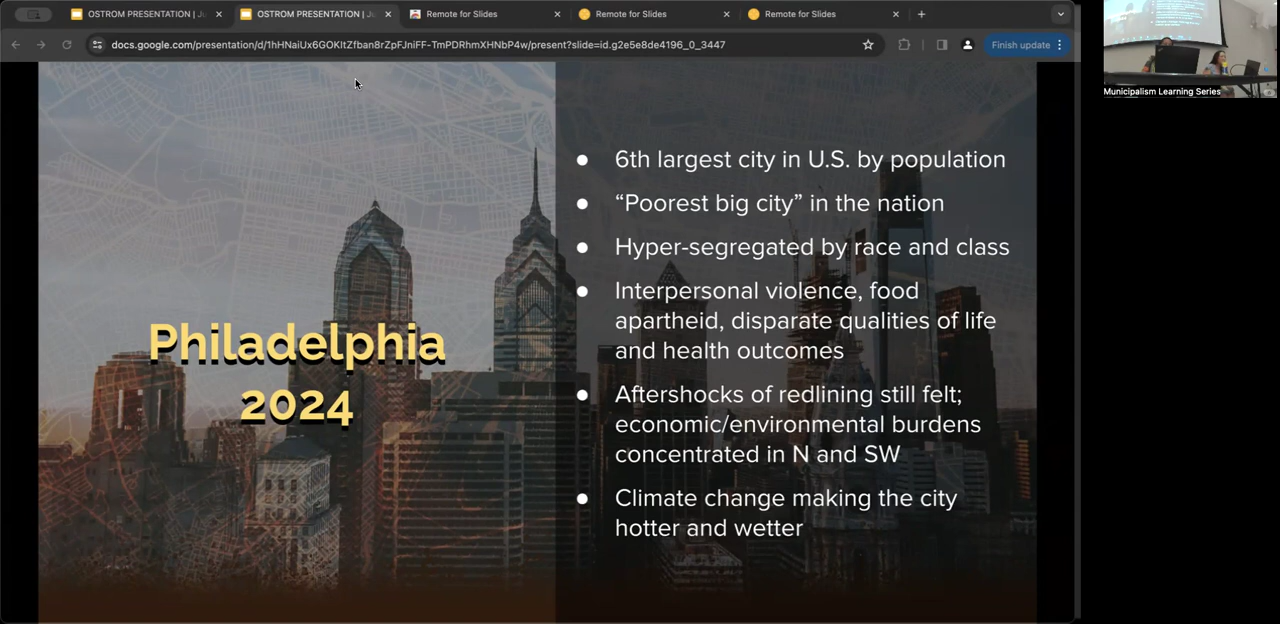 OSTROM PRESENTATION | Ju
OSTROM PRESENTATION | Ju
Remote for Slides
Remote for Slides
Remote for Slides
docs.google.com/presentation/d/1hHNaiUx6GOKItZfban8rZpFJniFF-TmPDRhmXHNbP4w/present?slide=id.g2e5e8de4196_0_3447
Finish update
Municipalism Learning Series
Philadelphia
2024
● 6th largest city in U.S. by population
● “Poorest big city” in the nation
● Hyper-segregated by race and class
● Interpersonal violence, food
apartheid, disparate qualities of life
and health outcomes
● Aftershocks of redlining still felt;
economic/environmental burdens
concentrated in N and SW
● Climate change making the city
hotter and wetter